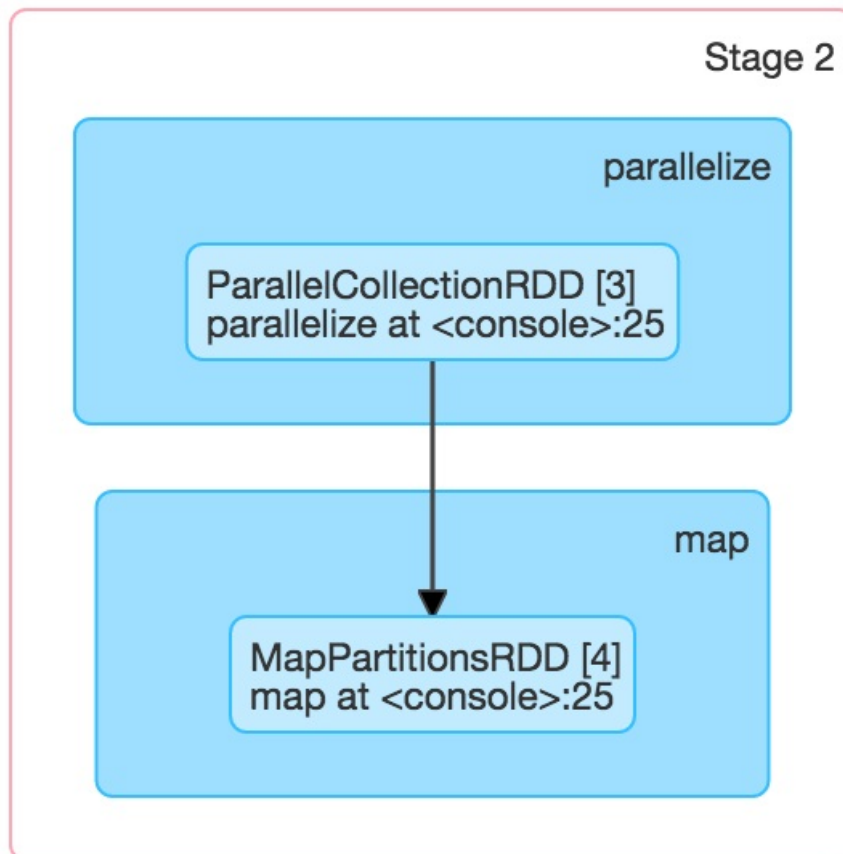 Stage 2
parallelize
ParallelCollectionRDD [3]
parallelize at <console>:25
map
MapPartitionsRDD [4]
map at <console>:25